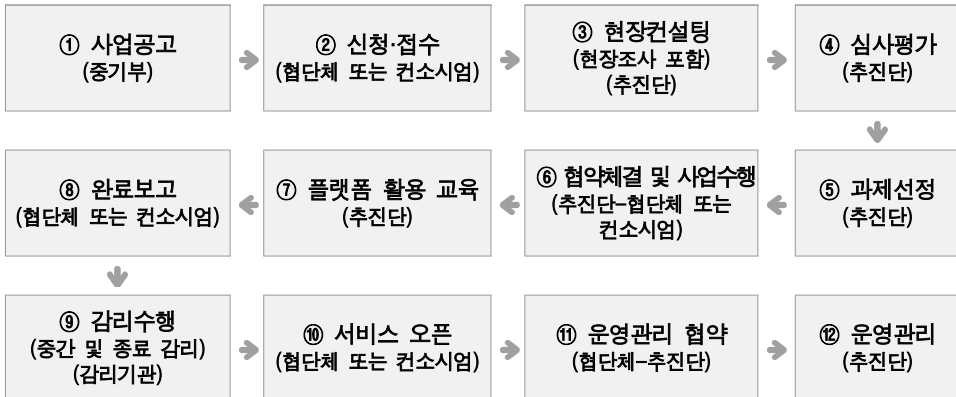 ① 사업공고
(중기부)
② 신청·접수
(협단체 또는 컨소시엄)
③ 현장컨설팅
(현장조사 포함)
(추진단)
④ 심사평가
(추진단)
⑤ 과제선정
(추진단)
⑥ 협약체결 및 사업수행
(추진단-협단체 또는
컨소시엄)
⑦ 플랫폼 활용 교육
(추진단)
⑧ 완료보고
(협단체 또는 컨소시엄)
⑨ 감리수행
(중간 및 종료 감리)
(감리기관)
⑩ 서비스 오픈
(협단체 또는 컨소시엄)
⑪ 운영관리 협약
(협단체-추진단)
⑫ 운영관리
(추진단)